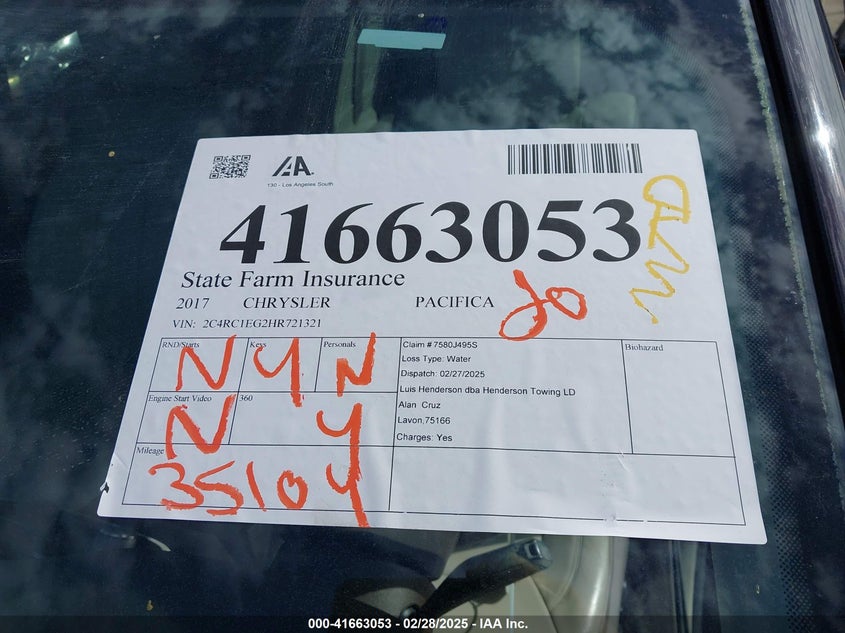 IAA
130 - Los Angeles South
41663053
State Farm Insurance
2017 CHRYSLER PACIFICA
VIN: 2C4RC1EG2HR721321
RND/Starts Keys Personals
N Y N
Engine Start Video 360
N Y
Mileage
35104
Claim # 7580J495S
Loss Type: Water
Dispatch: 02/27/2025
Luis Henderson dba Henderson Towing LD
Alan Cruz
Lavon,75166
Charges: Yes
Biohazard
000-41663053 - 02/28/2025 - IAA Inc.